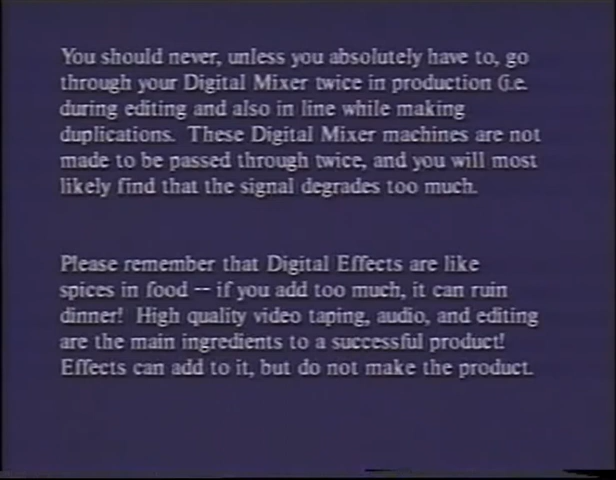 You should never, unless you absolutely have to, go
through your Digital Mixer twice in production (i.e.
during editing and also in line while making
duplications. These Digital Mixer machines are not
made to be passed through twice, and you will most
likely find that the signal degrades too much.
Please remember that Digital Effects are like
spices in food -- if you add too much, it can ruin
dinner! High quality video taping, audio, and editing
are the main ingredients to a successful product!
Effects can add to it, but do not make the product.